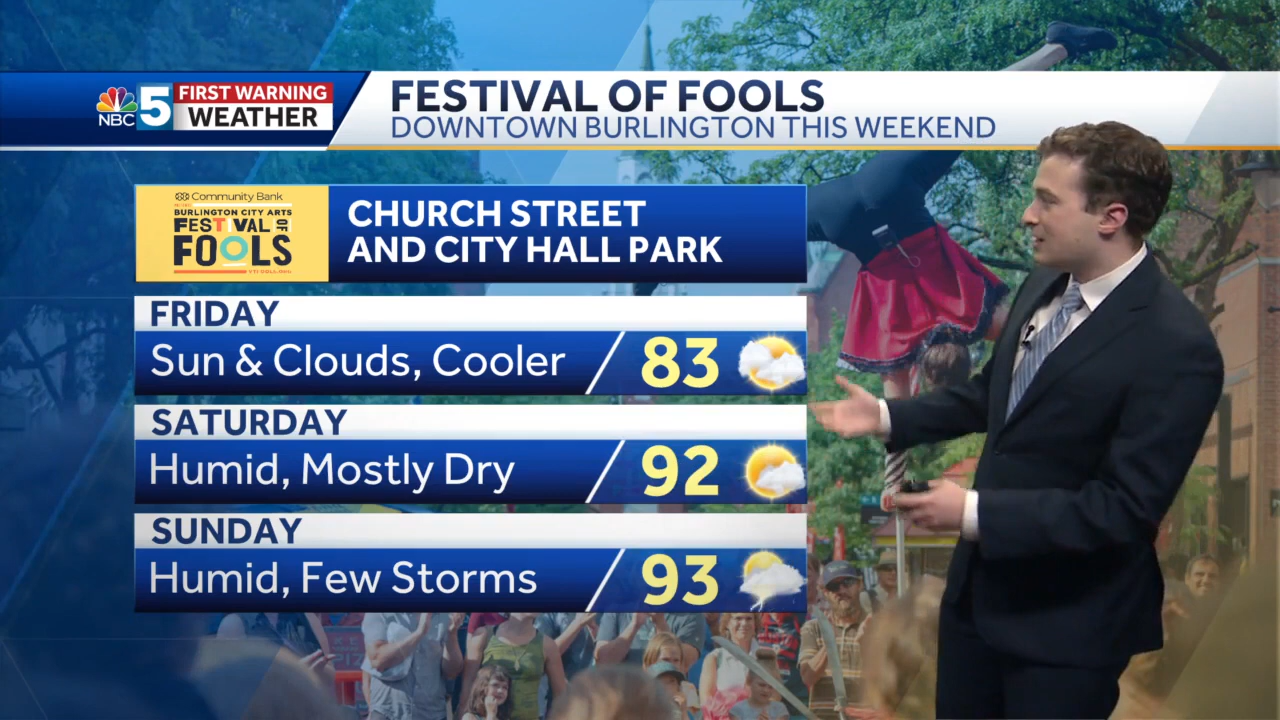 NBC 5 FIRST WARNING WEATHER
FESTIVAL OF FOOLS
DOWNTOWN BURLINGTON THIS WEEKEND
Community Bank
BURLINGTON CITY ARTS
FESTIVAL OF
FOOLS
CHURCH STREET
AND CITY HALL PARK
FRIDAY
Sun & Clouds, Cooler 83
SATURDAY
Humid, Mostly Dry 92
SUNDAY
Humid, Few Storms 93